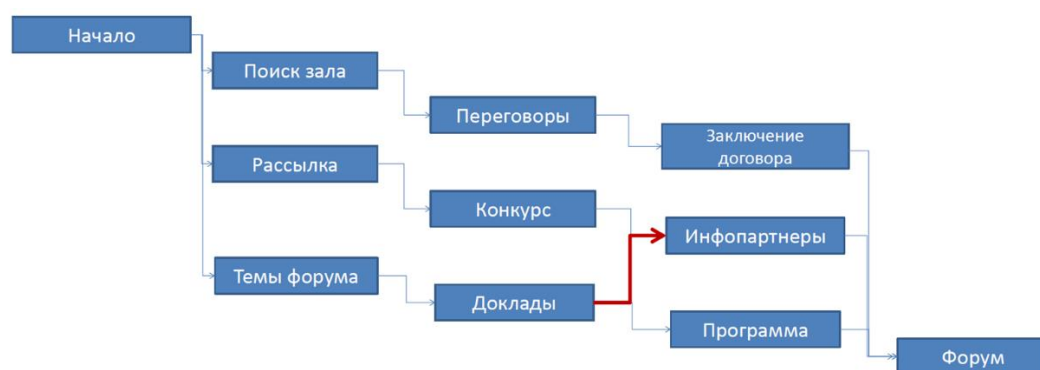 Начало
Поиск зала
Переговоры
Заключение
договора
Рассылка
Конкурс
Инфопартнеры
Темы форума
Доклады
Программа
Форум